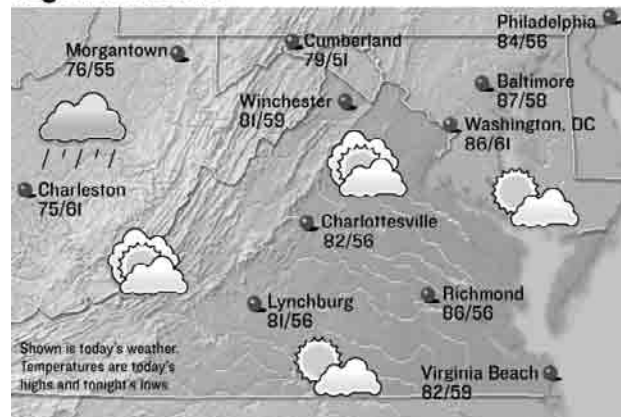 Philadelphia
84/56
Morgantown
76/55
Cumberland
79/51
Baltimore
87/58
Winchester
81/59
Washington, DC
86/61
Charleston
75/61
Charlottesville
82/56
Lynchburg
81/56
Richmond
86/56
Shown is today's weather.
Temperatures are today's
highs and tonight's lows.
Virginia Beach
82/59